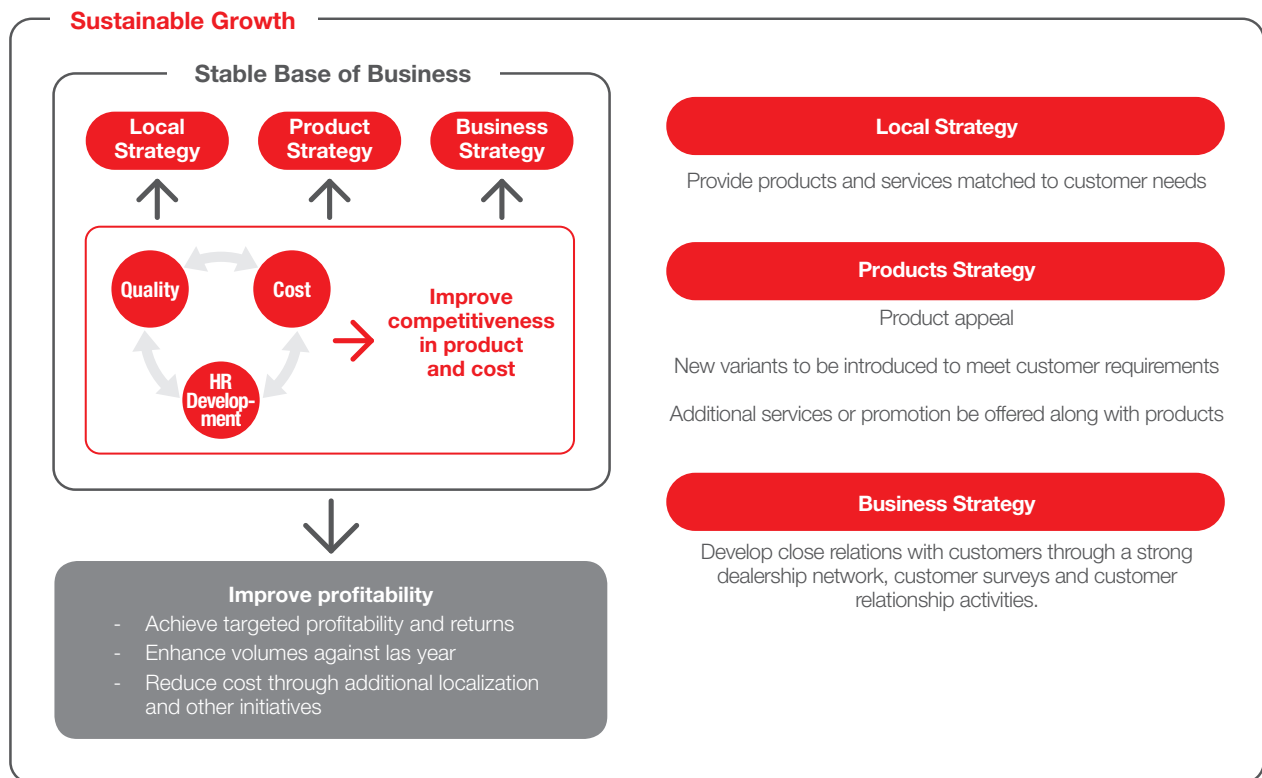 Sustainable Growth
Stable Base of Business
Local
Strategy
Product
Strategy
Business
Strategy
Quality
Cost
HR
Develop-
ment
Improve
competitiveness
in product
and cost
Improve profitability
- Achieve targeted profitability and returns
- Enhance volumes against las year
- Reduce cost through additional localization
and other initiatives
Local Strategy
Provide products and services matched to customer needs
Products Strategy
Product appeal
New variants to be introduced to meet customer requirements
Additional services or promotion be offered along with products
Business Strategy
Develop close relations with customers through a strong
dealership network, customer surveys and customer
relationship activities.